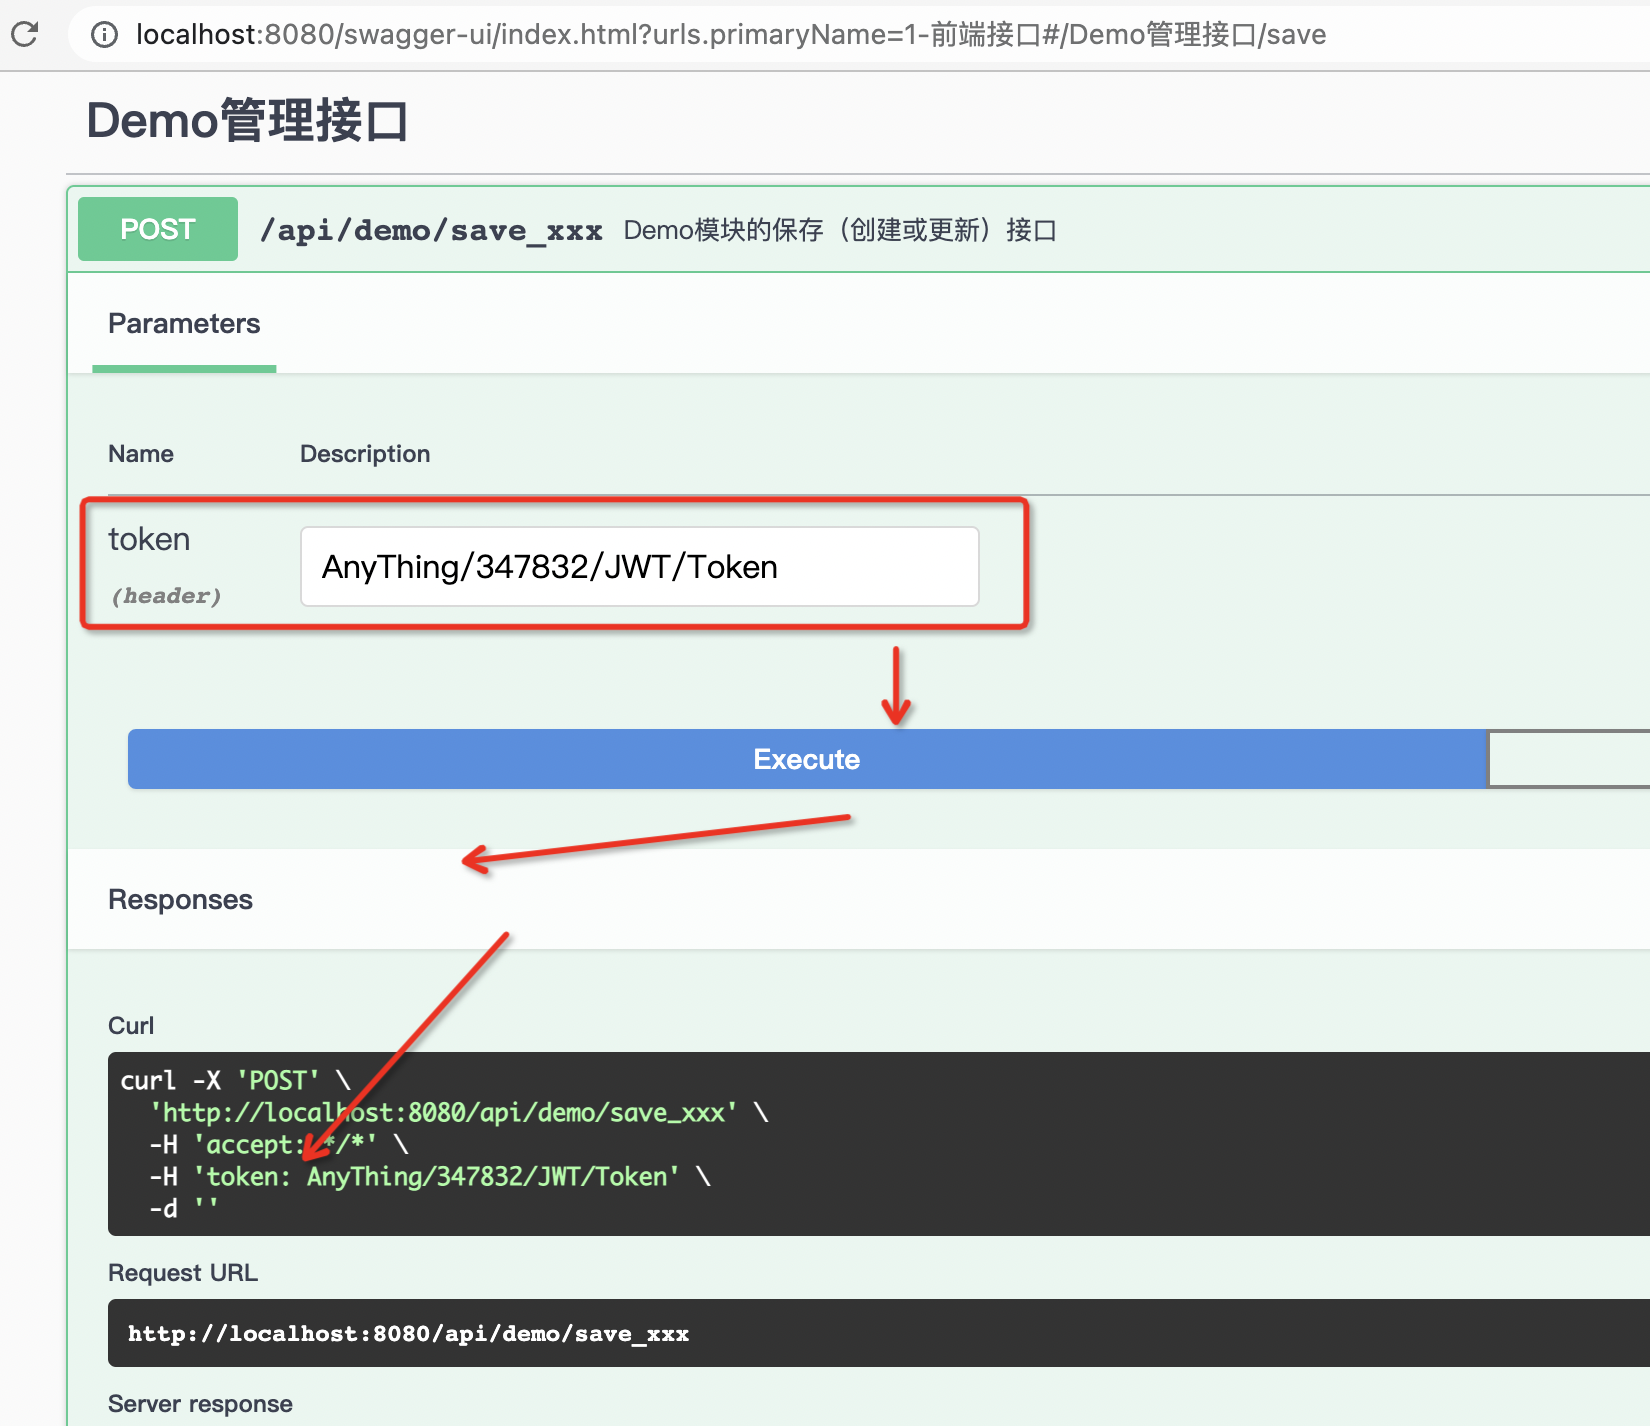 localhost:8080/swagger-ui/index.html?urls.primaryName=1-前端接口#/Demo管理接口/save
Demo管理接口
POST /api/demo/save_xxx Demo模块的保存（创建或更新）接口
Parameters
Name Description
token AnyThing/347832/JWT/Token
(header)
Execute
Responses
Curl
curl -X 'POST' \
'http://localhost:8080/api/demo/save_xxx' \
-H 'accept: */*' \
-H 'token: AnyThing/347832/JWT/Token' \
-d ''
Request URL
http://localhost:8080/api/demo/save_xxx
Server response